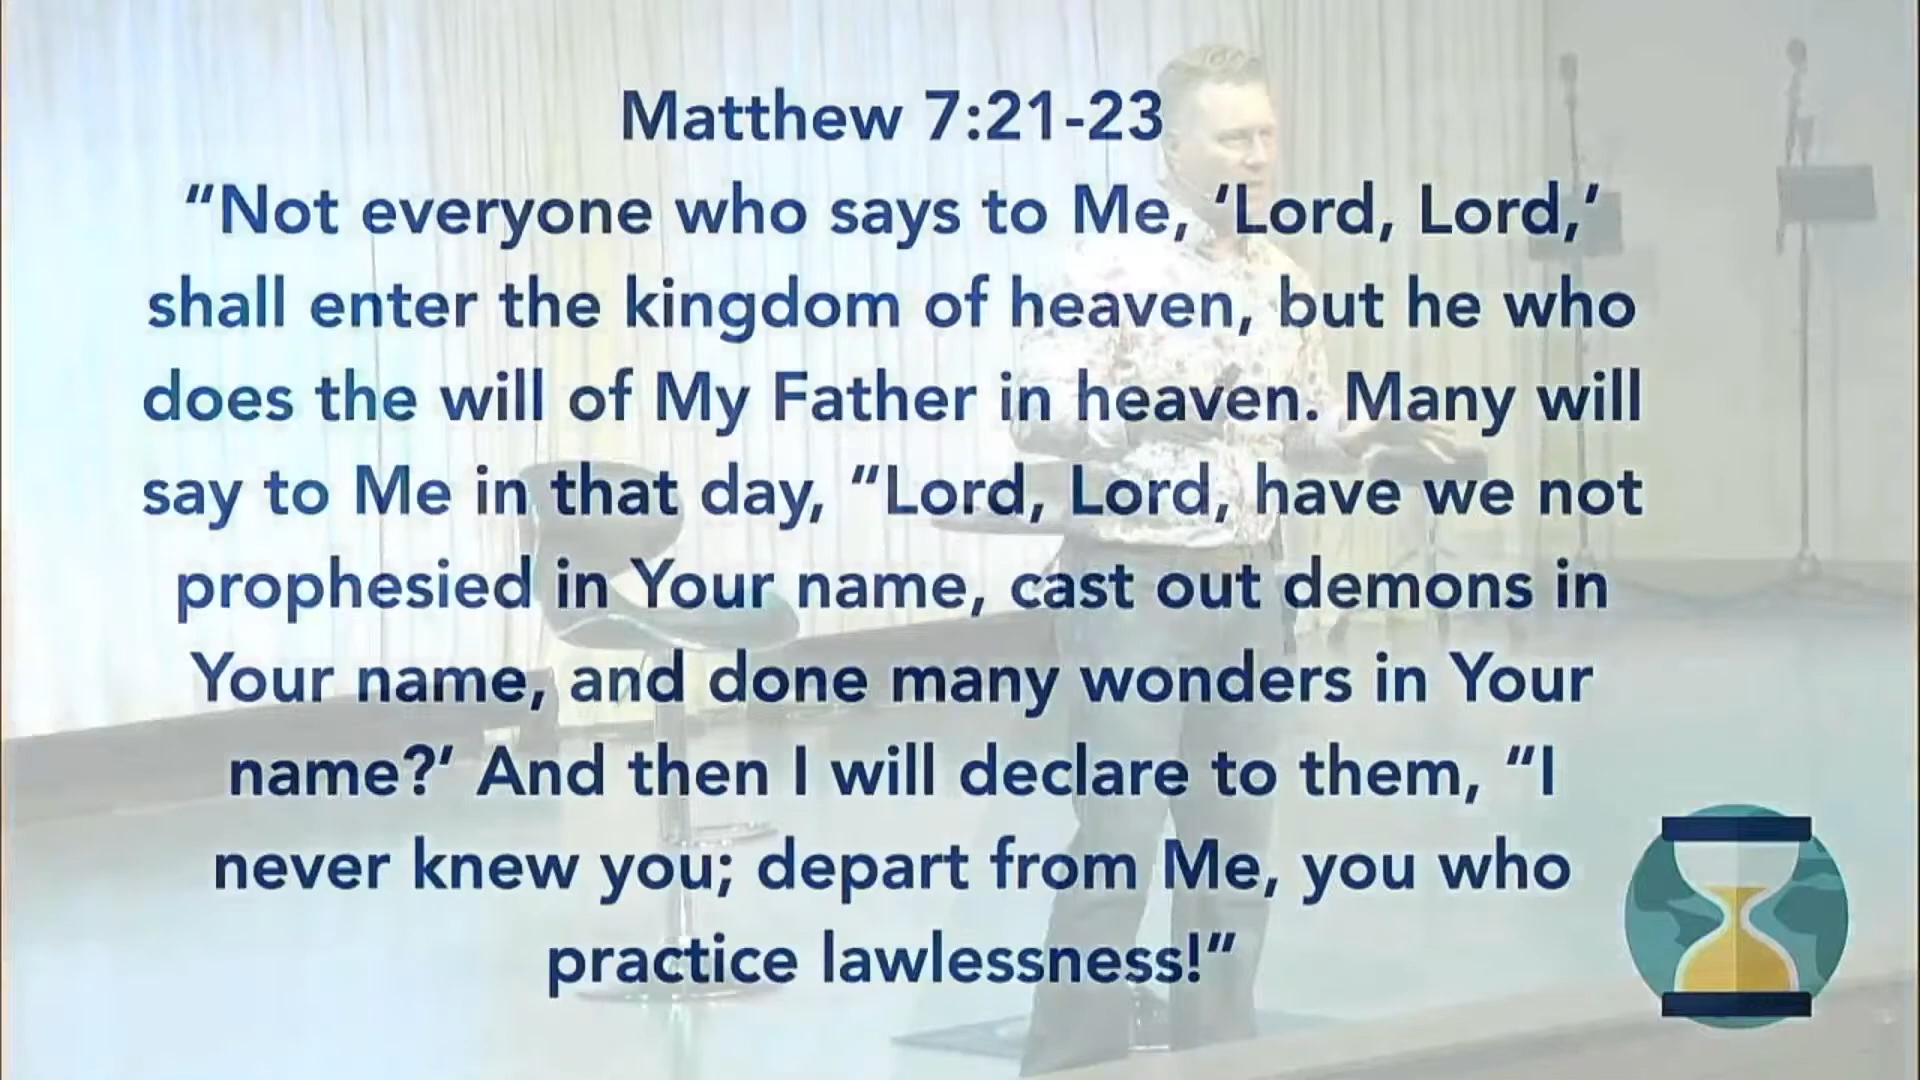 Matthew 7:21-23
“Not everyone who says to Me, ‘Lord, Lord,’
shall enter the kingdom of heaven, but he who
does the will of My Father in heaven. Many will
say to Me in that day, “Lord, Lord, have we not
prophesied in Your name, cast out demons in
Your name, and done many wonders in Your
name?’ And then I will declare to them, “I
never knew you; depart from Me, you who
practice lawlessness!”